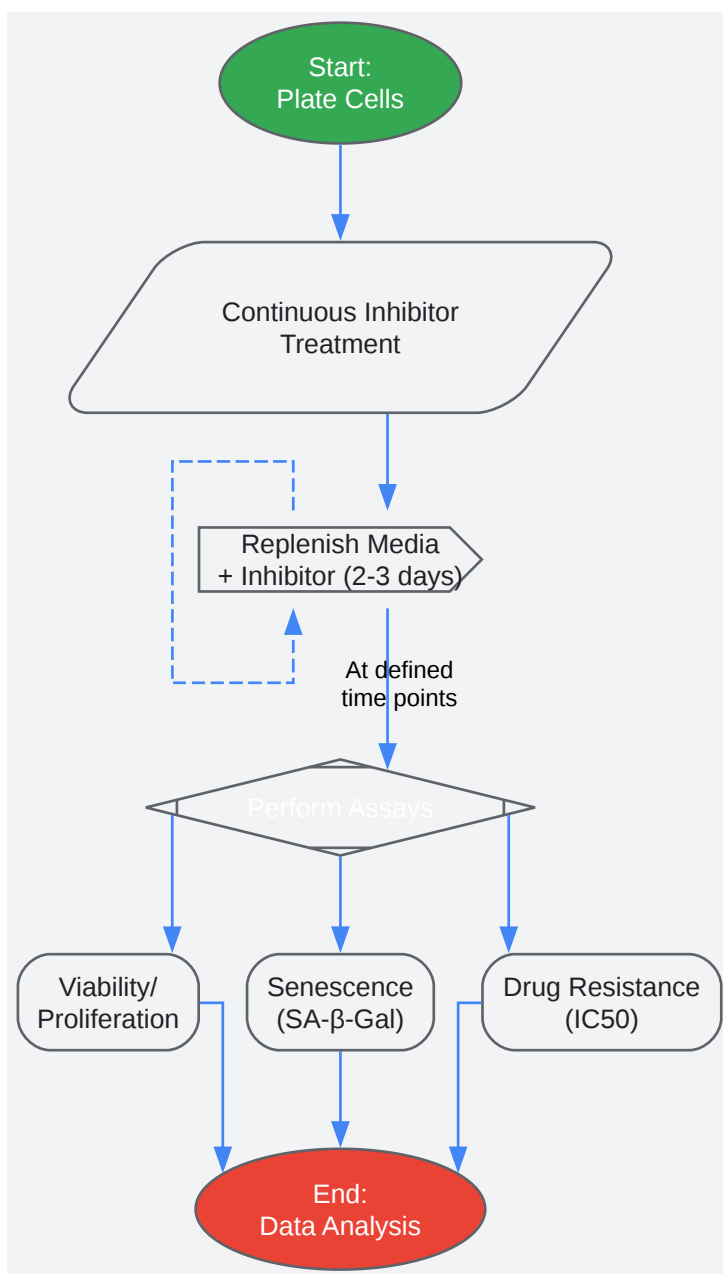 Start:
Plate Cells
Continuous Inhibitor
Treatment
Replenish Media
+ Inhibitor (2-3 days)
At defined
time points
Perform Assays
Viability/
Proliferation
Senescence
(SA-β-Gal)
Drug Resistance
(IC50)
End:
Data Analysis